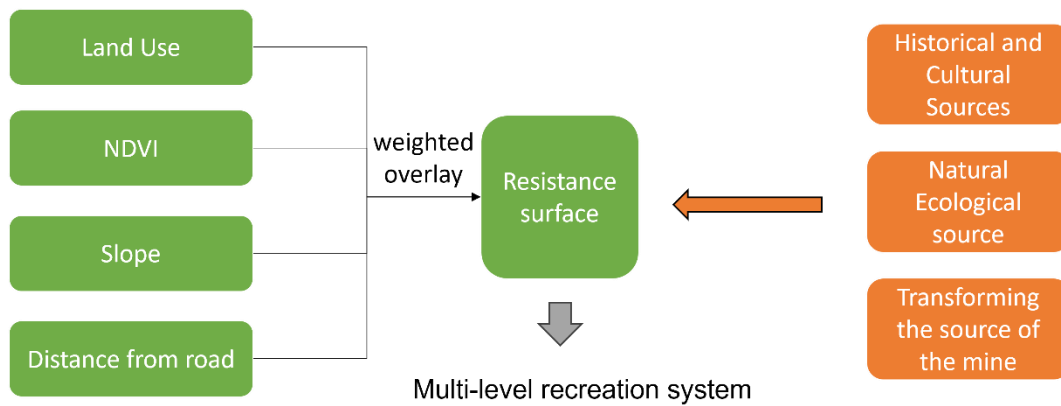 Land Use
NDVI
Slope
Distance from road
weighted
overlay
Resistance
surface
Historical and
Cultural
Sources
Natural
Ecological
source
Transforming
the source of
the mine
Multi-level recreation system